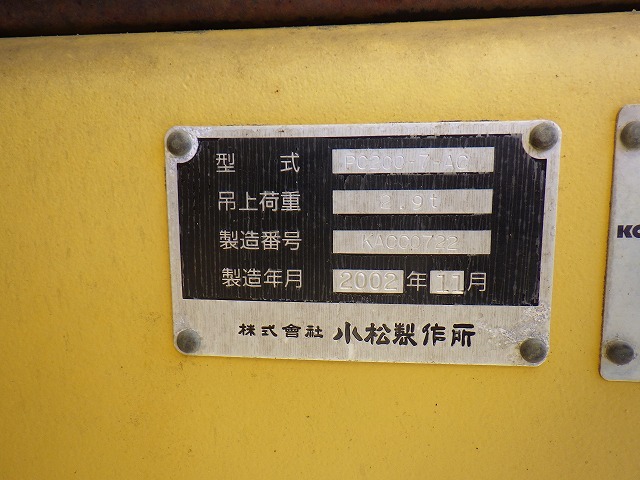 型式 PC200-7-AC
吊上荷重 2.9t
製造番号 KAC00722
製造年月 2002年11月
株式會社 小松製作所
KO